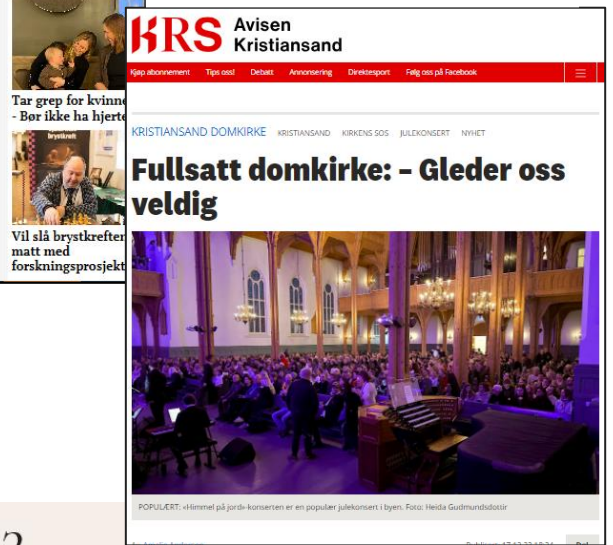 Tar grep for kvinne
- Bør ikke ha hjerte
brystkreft
Vil slå brystkreften
matt med
forskningsprosjekt
KRS Avisen
Kristiansand
Kjøp abonnement Tips oss! Debatt Annonsering Direktesport Følg oss på Facebook
KRISTIANSAND DOMKIRKE KRISTIANSAND KIRKENS SOS JULEKONSERT NYHET
Fullsatt domkirke: – Gleder oss
veldig
POPULÆRT: «Himmel på jord»-konserten er en populær julekonsert i byen. Foto: Heida Gudmundsdottir